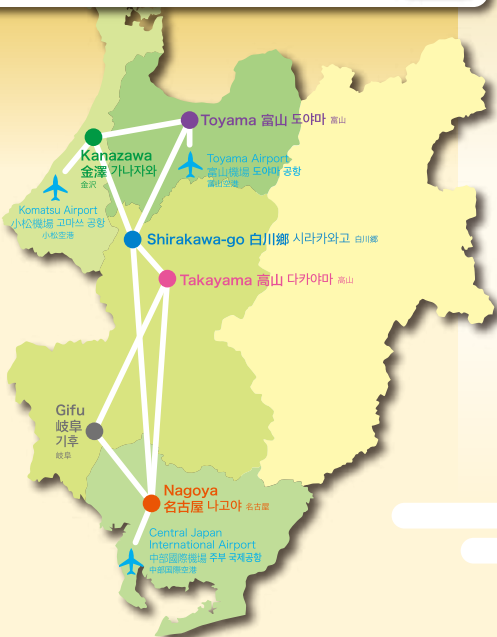 Toyama 富山 도야마 富山
Kanazawa
金澤 가나자와
金沢
Toyama Airport
富山機場 도야마 공항
富山空港
Komatsu Airport
小松機場 고마쓰 공항
小松空港
Shirakawa-go 白川鄉 시라카와고 白川郷
Takayama 高山 다카야마 高山
Gifu
岐阜
기후
岐阜
Nagoya
名古屋 나고야 名古屋
Central Japan
International Airport
中部國際機場 주부 국제공항
中部国際空港